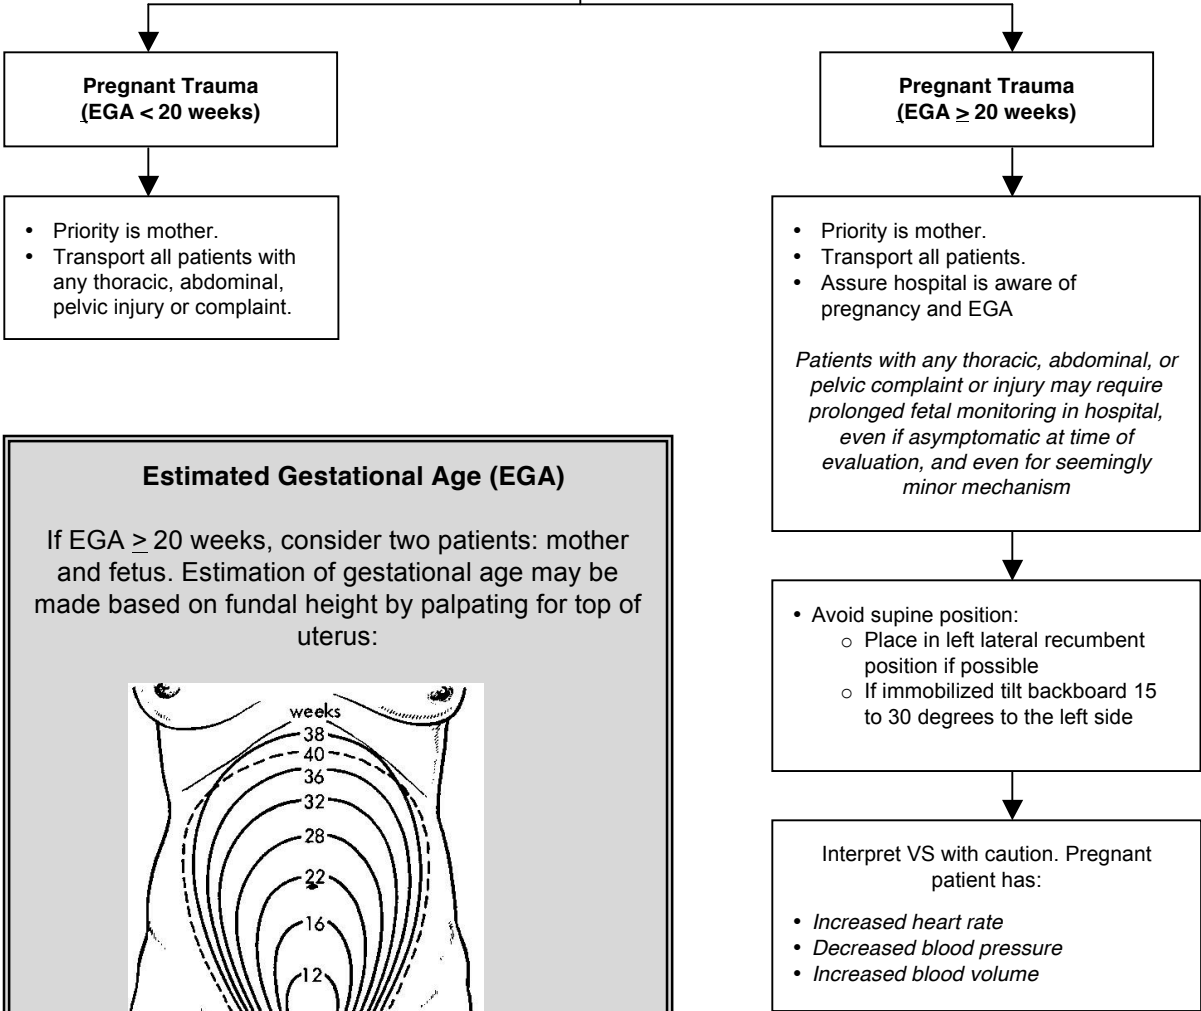 Pregnant Trauma
(EGA < 20 weeks)
• Priority is mother.
• Transport all patients with
any thoracic, abdominal,
pelvic injury or complaint.
Pregnant Trauma
(EGA ≥ 20 weeks)
• Priority is mother.
• Transport all patients.
• Assure hospital is aware of
pregnancy and EGA
Patients with any thoracic, abdominal, or
pelvic complaint or injury may require
prolonged fetal monitoring in hospital,
even if asymptomatic at time of
evaluation, and even for seemingly
minor mechanism
• Avoid supine position:
o Place in left lateral recumbent
position if possible
o If immobilized tilt backboard 15
to 30 degrees to the left side
Interpret VS with caution. Pregnant
patient has:
• Increased heart rate
• Decreased blood pressure
• Increased blood volume
Estimated Gestational Age (EGA)
If EGA ≥ 20 weeks, consider two patients: mother
and fetus. Estimation of gestational age may be
made based on fundal height by palpating for top of
uterus:
weeks
38
40
36
32
28
22
16
12